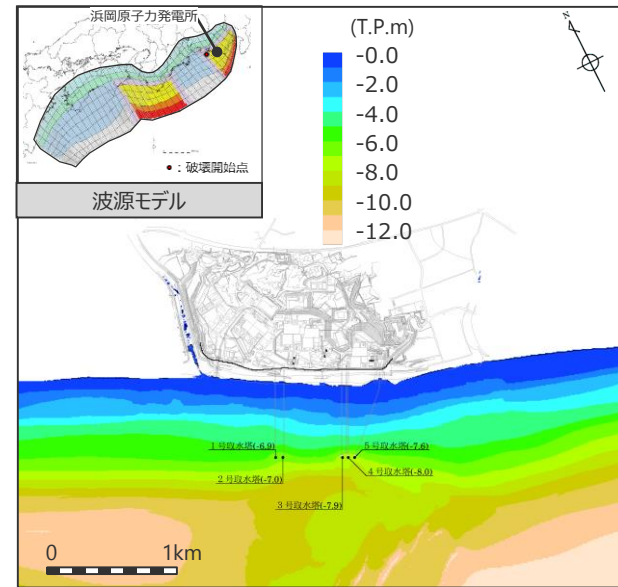 浜岡原子力発電所
●：破壊開始点
波源モデル
(T.P.m)
-0.0
-2.0
-4.0
-6.0
-8.0
-10.0
-12.0
N
1号取水塔(-6.9)
2号取水塔(-7.0)
3号取水塔(-7.9)
4号取水塔(-8.0)
5号取水塔(-7.6)
0 1km